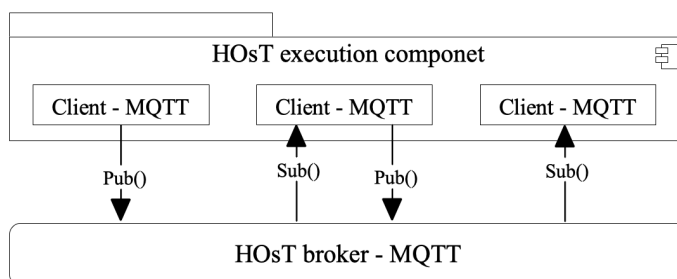 HOsT execution componet
Client - MQTT
Client - MQTT
Client - MQTT
Pub()
Sub()
Pub()
Sub()
HOsT broker - MQTT